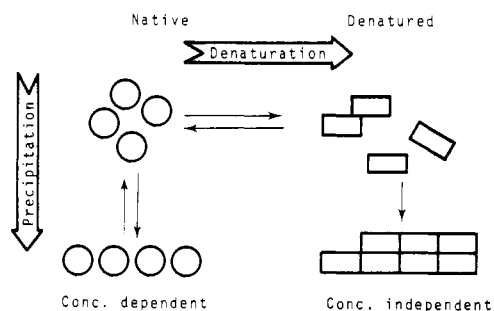 Native
Denatured
Denaturation
Precipitation
Conc. dependent
Conc. independent